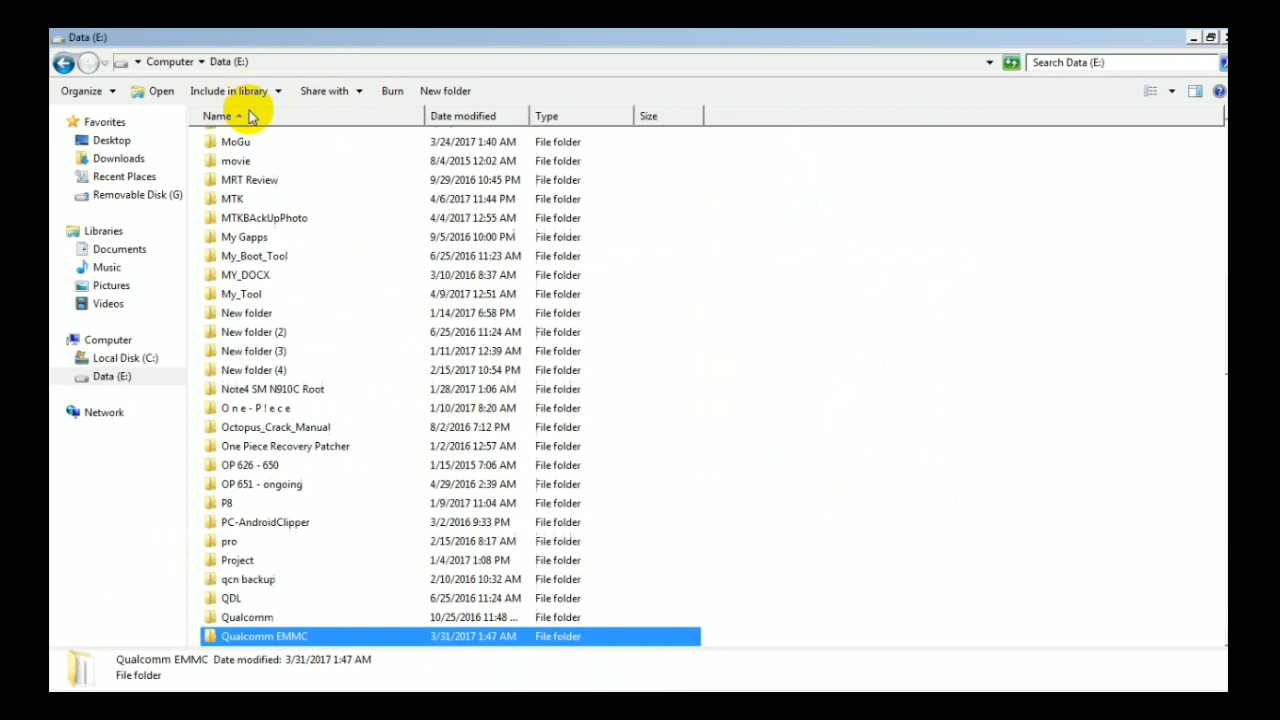 Data (E:)
Computer Data (E:) Search Data (E:)
Organize Open Include in library Share with Burn New folder
Favorites
Desktop
Downloads
Recent Places
Removable Disk (G)
Libraries
Documents
Music
Pictures
Videos
Computer
Local Disk (C:)
Data (E:)
Network
Name Date modified Type Size
MoGu 3/24/2017 1:40 AM File folder
movie 8/4/2015 12:02 AM File folder
MRT Review 9/29/2016 10:45 PM File folder
MTK 4/6/2017 11:44 PM File folder
MTKBAckUpPhoto 4/4/2017 12:55 AM File folder
My Gapps 9/5/2016 10:00 PM File folder
My_Boot_Tool 6/25/2016 11:23 AM File folder
MY_DOCX 3/10/2016 8:37 AM File folder
My_Tool 4/9/2017 12:51 AM File folder
New folder 1/14/2017 6:58 PM File folder
New folder (2) 6/25/2016 11:24 AM File folder
New folder (3) 1/11/2017 12:39 AM File folder
New folder (4) 2/15/2017 10:54 PM File folder
Note4 SM N910C Root 1/28/2017 1:06 AM File folder
O n e - P ! e c e 1/10/2017 8:20 AM File folder
Octopus_Crack_Manual 8/2/2016 7:12 PM File folder
One Piece Recovery Patcher 1/2/2016 12:57 AM File folder
OP 626 - 650 1/15/2015 7:06 AM File folder
OP 651 - ongoing 4/29/2016 2:39 AM File folder
P8 1/9/2017 11:04 AM File folder
PC-AndroidClipper 3/2/2016 9:33 PM File folder
pro 2/15/2016 8:17 AM File folder
Project 1/4/2017 1:08 PM File folder
qcn backup 2/10/2016 10:32 AM File folder
QDL 6/25/2016 11:24 AM File folder
Qualcomm 10/25/2016 11:48 ... File folder
Qualcomm EMMC 3/31/2017 1:47 AM File folder
Qualcomm EMMC Date modified: 3/31/2017 1:47 AM
File folder